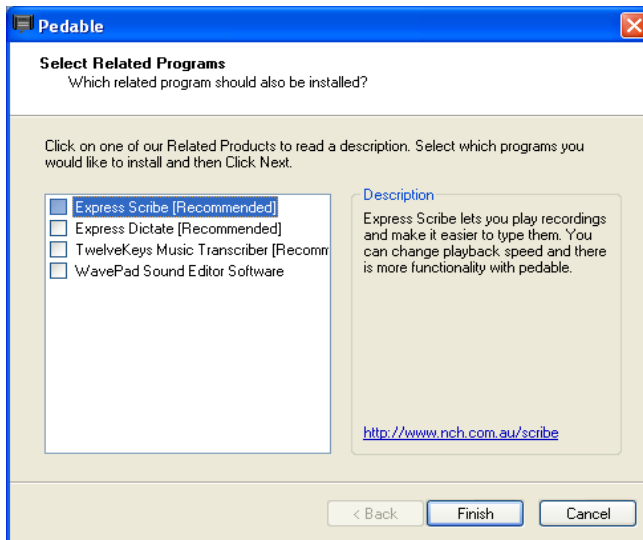 Pedable
Select Related Programs
Which related program should also be installed?
Click on one of our Related Products to read a description. Select which programs you
would like to install and then Click Next.
Express Scribe [Recommended]
Express Dictate [Recommended]
TwelveKeys Music Transcriber [Recomm
WavePad Sound Editor Software
Description
Express Scribe lets you play recordings
and make it easier to type them. You
can change playback speed and there
is more functionality with pedable.
http://www.nch.com.au/scribe
< Back
Finish
Cancel